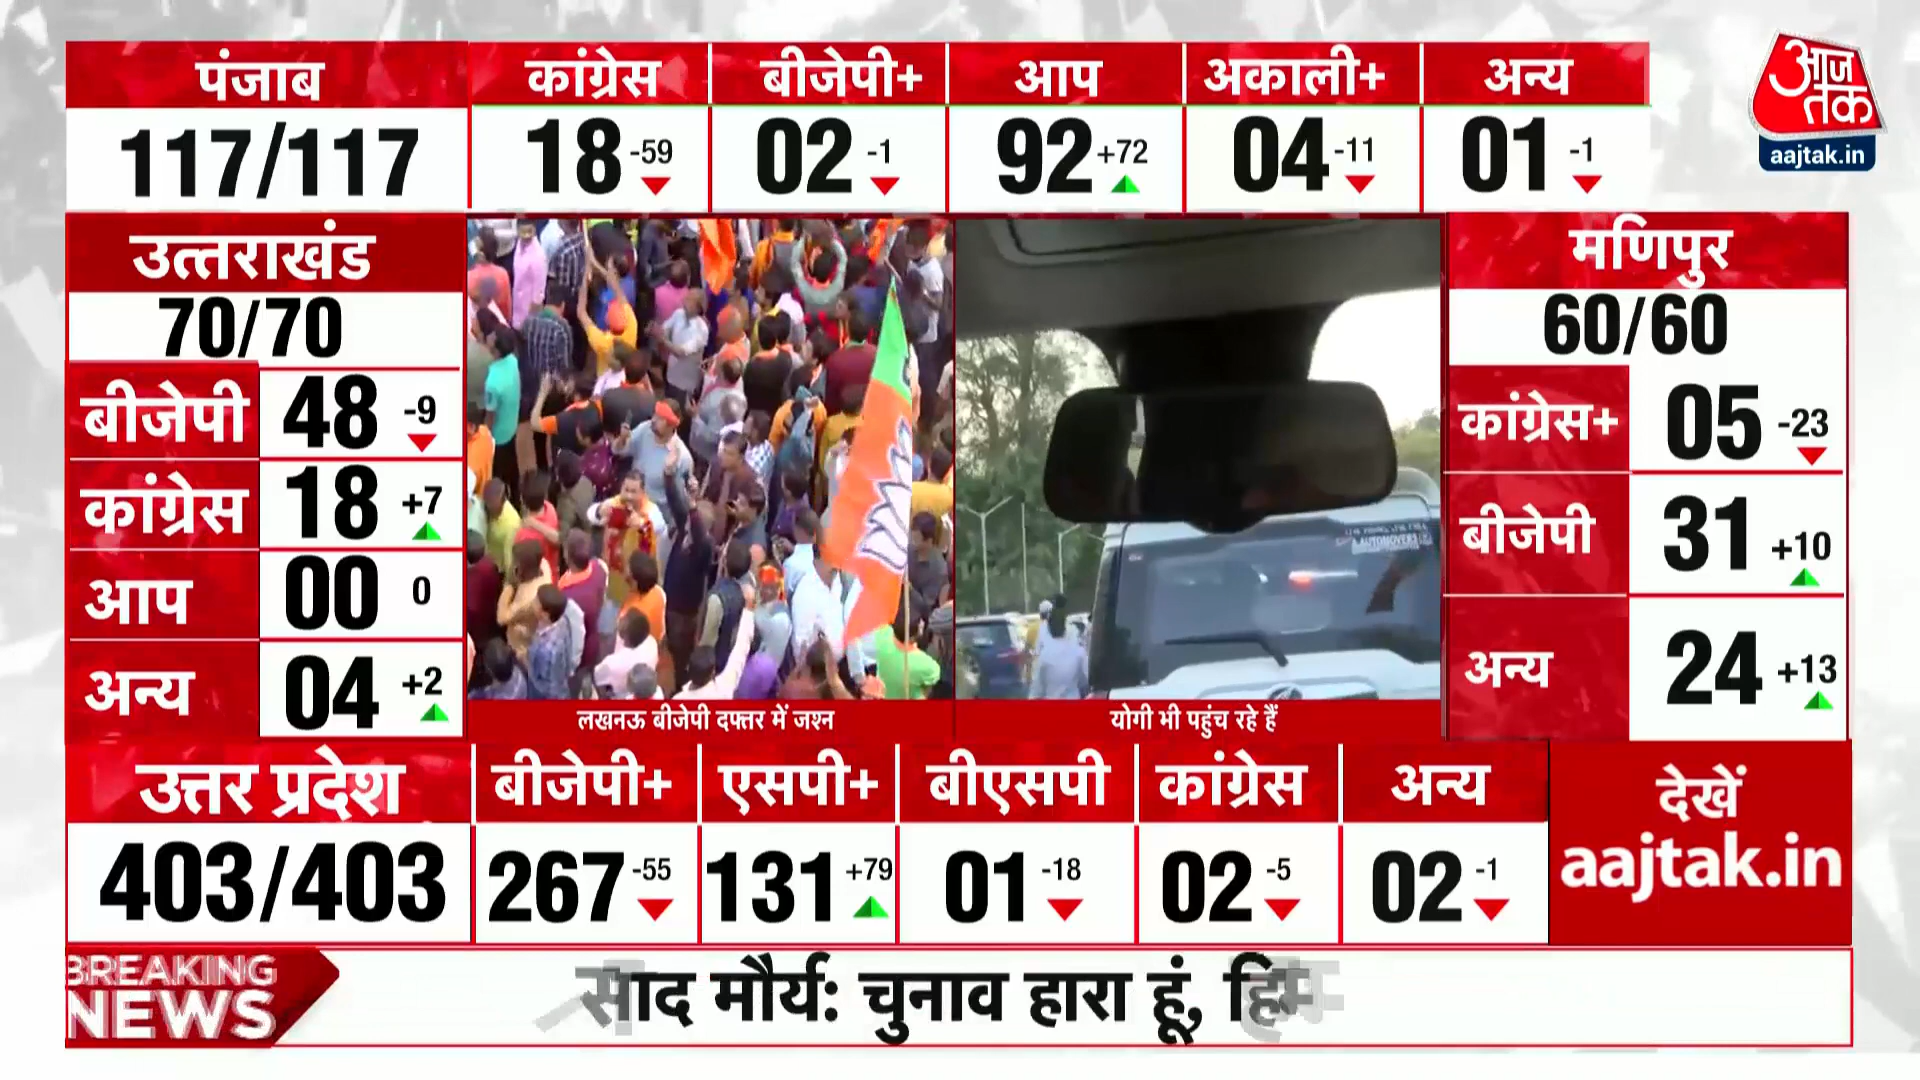 पंजाब कांग्रेस बीजेपी+ आप अकाली+ अन्य
117/117 18 -59 02 -1 92 +72 04 -11 01 -1
आज तक
aajtak.in
उत्तराखंड
70/70
बीजेपी 48 -9
कांग्रेस 18 +7
आप 00 0
अन्य 04 +2
लखनऊ बीजेपी दफ्तर में जश्न
योगी भी पहुंच रहे हैं
मणिपुर
60/60
कांग्रेस+ 05 -23
बीजेपी 31 +10
अन्य 24 +13
उत्तर प्रदेश बीजेपी+ एसपी+ बीएसपी कांग्रेस अन्य
403/403 267 -55 131 +79 01 -18 02 -5 02 -1
देखें
aajtak.in
BREAKING
NEWS
साद मौर्य: चुनाव हारा हूं,